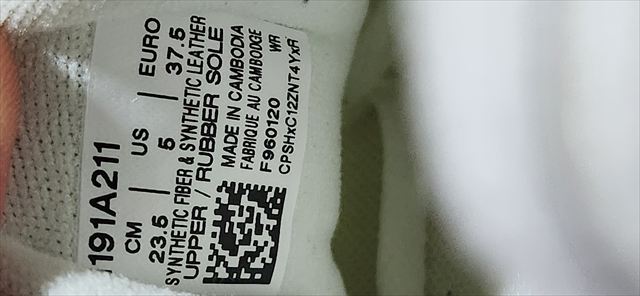 1191A211
CM | US | EURO
23.5 | 5 | 37.5
SYNTHETIC FIBER & SYNTHETIC LEATHER
UPPER / RUBBER SOLE
MADE IN CAMBODIA
FABRIQUE AU CAMBODGE
F960120 WR
CPSHxC12ZNT4YxR